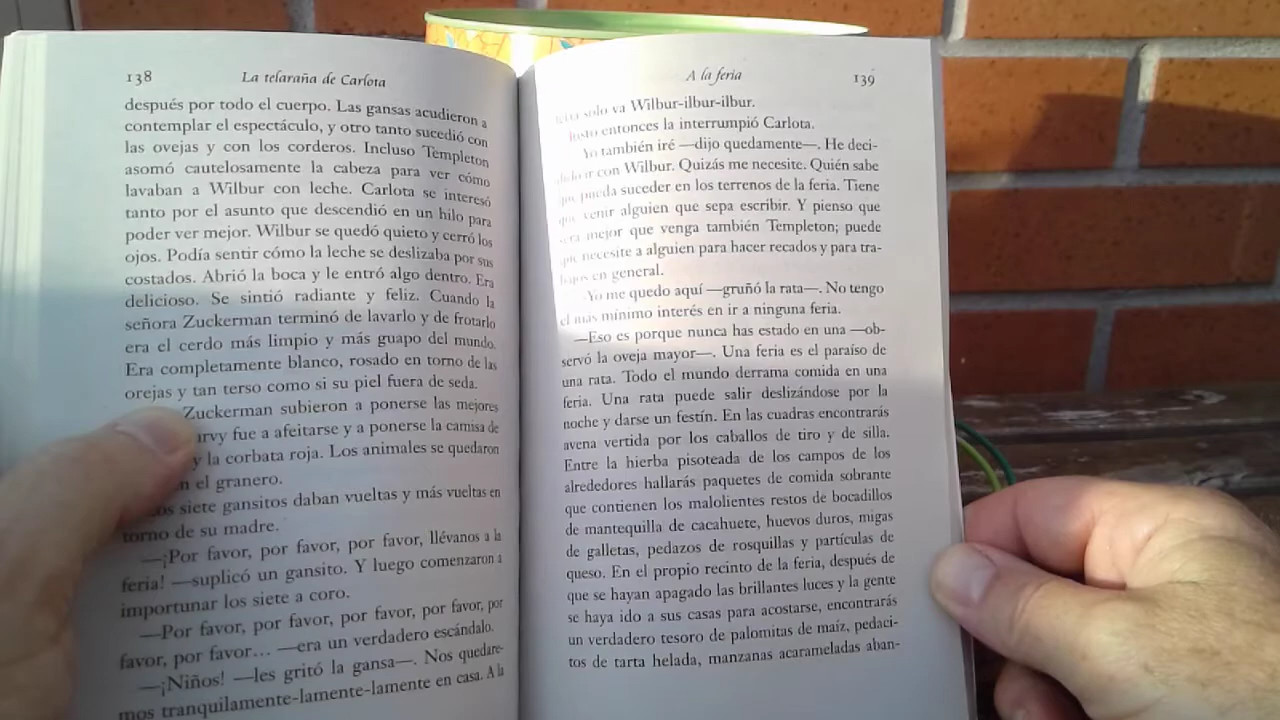 138
La telaraña de Carlota
después por todo el cuerpo. Las gansas acudieron a
contemplar el espectáculo, y otro tanto sucedió con
las ovejas y con los corderos. Incluso Templeton
asomó cautelosamente la cabeza para ver cómo
lavaban a Wilbur con leche. Carlota se interesó
tanto por el asunto que descendió en un hilo para
poder ver mejor. Wilbur se quedó quieto y cerró los
ojos. Podía sentir cómo la leche se deslizaba por sus
costados. Abrió la boca y le entró algo dentro. Era
delicioso. Se sintió radiante y feliz. Cuando la
señora Zuckerman terminó de lavarlo y de frotarlo
era el cerdo más limpio y más guapo del mundo.
Era completamente blanco, rosado en torno de las
orejas y tan terso como si su piel fuera de seda.
Zuckerman subieron a ponerse las mejores
fue a afeitarse y a ponerse la camisa de
y la corbata roja. Los animales se quedaron
el granero.
siete gansitos daban vueltas y más vueltas en
torno de su madre.
—¡Por favor, por favor, por favor, llévanos a la
feria! —suplicó un gansito. Y luego comenzaron a
importunar los siete a coro.
—Por favor, por favor, por favor, por favor, por
favor, por favor… —era un verdadero escándalo.
—¡Niños! —les gritó la gansa—. Nos quedare-
mos tranquilamente-lamente-lamente en casa. A la
A la feria
139
solo va Wilbur-ilbur-ilbur.
Justo entonces la interrumpió Carlota.
Yo también iré —dijo quedamente—. He deci-
dido ir con Wilbur. Quizás me necesite. Quién sabe
que pueda suceder en los terrenos de la feria. Tiene
que venir alguien que sepa escribir. Y pienso que
será mejor que venga también Templeton; puede
que necesite a alguien para hacer recados y para tra-
bajos en general.
Yo me quedo aquí —gruñó la rata—. No tengo
el más mínimo interés en ir a ninguna feria.
—Eso es porque nunca has estado en una —ob-
servó la oveja mayor—. Una feria es el paraíso de
una rata. Todo el mundo derrama comida en una
feria. Una rata puede salir deslizándose por la
noche y darse un festín. En las cuadras encontrarás
avena vertida por los caballos de tiro y de silla.
Entre la hierba pisoteada de los campos de los
alrededores hallarás paquetes de comida sobrante
que contienen los malolientes restos de bocadillos
de mantequilla de cacahuete, huevos duros, migas
de galletas, pedazos de rosquillas y partículas de
queso. En el propio recinto de la feria, después de
que se hayan apagado las brillantes luces y la gente
se haya ido a sus casas para acostarse, encontrarás
un verdadero tesoro de palomitas de maíz, pedaci-
tos de tarta helada, manzanas acarameladas aban-